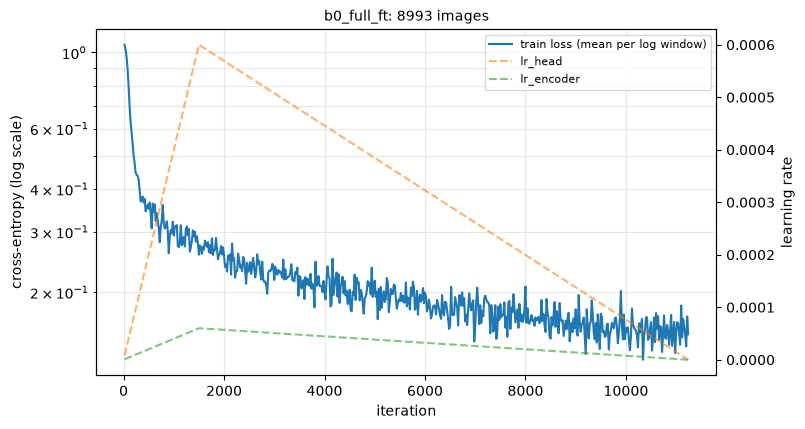 b0_full_ft: 8993 images
train loss (mean per log window)
lr_head
lr_encoder
10⁰
6 × 10⁻¹
4 × 10⁻¹
3 × 10⁻¹
2 × 10⁻¹
cross-entropy (log scale)
0.0006
0.0005
0.0004
0.0003
0.0002
0.0001
0.0000
learning rate
0 2000 4000 6000 8000 10000
iteration